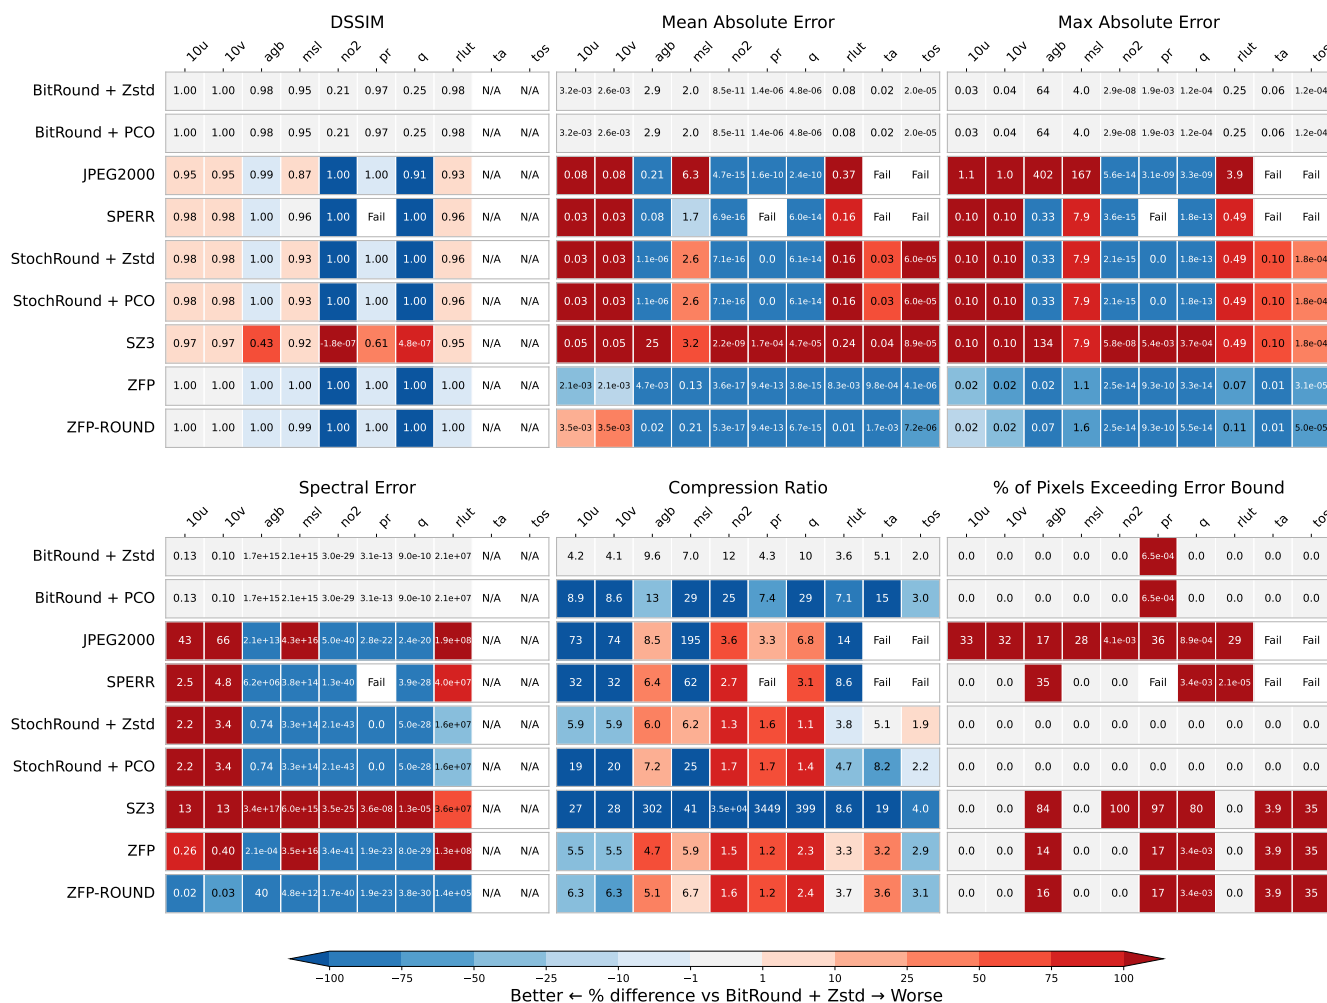 DSSIM Mean Absolute Error Max Absolute Error
10u 10v agb msl no2 pr q rlut ta tos 10u 10v agb msl no2 pr q rlut ta tos 10u 10v agb msl no2 pr q rlut ta tos
BitRound + Zstd 1.00 1.00 0.98 0.95 0.21 0.97 0.25 0.98 N/A N/A 3.2e-03 2.6e-03 2.9 2.0 8.5e-11 1.4e-06 4.8e-06 0.08 0.02 2.0e-05 0.03 0.04 64 4.0 2.9e-08 1.9e-03 1.2e-04 0.25 0.06 1.2e-04
BitRound + PCO 1.00 1.00 0.98 0.95 0.21 0.97 0.25 0.98 N/A N/A 3.2e-03 2.6e-03 2.9 2.0 8.5e-11 1.4e-06 4.8e-06 0.08 0.02 2.0e-05 0.03 0.04 64 4.0 2.9e-08 1.9e-03 1.2e-04 0.25 0.06 1.2e-04
JPEG2000 0.95 0.95 0.99 0.87 1.00 1.00 0.91 0.93 N/A N/A 0.08 0.08 0.21 6.3 4.7e-15 1.6e-10 2.4e-10 0.37 Fail Fail 1.1 1.0 402 167 5.6e-14 3.1e-09 3.3e-09 3.9 Fail Fail
SPERR 0.98 0.98 1.00 0.96 1.00 Fail 1.00 0.96 N/A N/A 0.03 0.03 0.08 1.7 6.9e-16 Fail 6.0e-14 0.16 Fail Fail 0.10 0.10 0.33 7.9 3.6e-15 Fail 1.8e-13 0.49 Fail Fail
StochRound + Zstd 0.98 0.98 1.00 0.93 1.00 1.00 1.00 0.96 N/A N/A 0.03 0.03 1.1e-06 2.6 7.1e-16 0.0 6.1e-14 0.16 0.03 6.0e-05 0.10 0.10 0.33 7.9 2.1e-15 0.0 1.8e-13 0.49 0.10 1.8e-04
StochRound + PCO 0.98 0.98 1.00 0.93 1.00 1.00 1.00 0.96 N/A N/A 0.03 0.03 1.1e-06 2.6 7.1e-16 0.0 6.1e-14 0.16 0.03 6.0e-05 0.10 0.10 0.33 7.9 2.1e-15 0.0 1.8e-13 0.49 0.10 1.8e-04
SZ3 0.97 0.97 0.43 0.92 -1.8e-07 0.61 4.8e-07 0.95 N/A N/A 0.05 0.05 25 3.2 2.2e-09 1.7e-04 4.7e-05 0.24 0.04 8.9e-05 0.10 0.10 134 7.9 5.8e-08 5.4e-03 3.7e-04 0.49 0.10 1.8e-04
ZFP 1.00 1.00 1.00 1.00 1.00 1.00 1.00 1.00 N/A N/A 2.1e-03 2.1e-03 4.7e-03 0.13 3.6e-17 9.4e-13 3.8e-15 8.3e-03 9.8e-04 4.1e-06 0.02 0.02 0.02 1.1 2.5e-14 9.3e-10 3.3e-14 0.07 0.01 3.1e-05
ZFP-ROUND 1.00 1.00 1.00 0.99 1.00 1.00 1.00 1.00 N/A N/A 3.5e-03 3.5e-03 0.02 0.21 5.3e-17 9.4e-13 6.7e-15 0.01 1.7e-03 7.2e-06 0.02 0.02 0.07 1.6 2.5e-14 9.3e-10 5.5e-14 0.11 0.01 5.0e-05
Spectral Error Compression Ratio % of Pixels Exceeding Error Bound
10u 10v agb msl no2 pr q rlut ta tos 10u 10v agb msl no2 pr q rlut ta tos 10u 10v agb msl no2 pr q rlut ta tos
BitRound + Zstd 0.13 0.10 1.7e+15 2.1e+15 3.0e-29 3.1e-13 9.0e-10 2.1e+07 N/A N/A 4.2 4.1 9.6 7.0 12 4.3 10 3.6 5.1 2.0 0.0 0.0 0.0 0.0 0.0 6.5e-04 0.0 0.0 0.0 0.0
BitRound + PCO 0.13 0.10 1.7e+15 2.1e+15 3.0e-29 3.1e-13 9.0e-10 2.1e+07 N/A N/A 8.9 8.6 13 29 25 7.4 29 7.1 15 3.0 0.0 0.0 0.0 0.0 0.0 6.5e-04 0.0 0.0 0.0 0.0
JPEG2000 43 66 2.1e+13 4.3e+16 5.0e-40 2.8e-22 2.4e-20 1.9e+08 N/A N/A 73 74 8.5 195 3.6 3.3 6.8 14 Fail Fail 33 32 17 28 4.1e-03 36 8.9e-04 29 Fail Fail
SPERR 2.5 4.8 6.2e+06 3.8e+14 1.3e-40 Fail 3.9e-28 4.0e+07 N/A N/A 32 32 6.4 62 2.7 Fail 3.1 8.6 Fail Fail 0.0 0.0 35 0.0 0.0 Fail 3.4e-03 2.1e-05 Fail Fail
StochRound + Zstd 2.2 3.4 0.74 3.3e+14 2.1e-43 0.0 5.0e-28 1.6e+07 N/A N/A 5.9 5.9 6.0 6.2 1.3 1.6 1.1 3.8 5.1 1.9 0.0 0.0 0.0 0.0 0.0 0.0 0.0 0.0 0.0 0.0
StochRound + PCO 2.2 3.4 0.74 3.3e+14 2.1e-43 0.0 5.0e-28 1.6e+07 N/A N/A 19 20 7.2 25 1.7 1.7 1.4 4.7 8.2 2.2 0.0 0.0 0.0 0.0 0.0 0.0 0.0 0.0 0.0 0.0
SZ3 13 13 3.4e+17 6.0e+15 3.5e-25 3.6e-08 1.3e-05 3.6e+07 N/A N/A 27 28 302 41 3.5e+04 3449 399 8.6 19 4.0 0.0 0.0 84 0.0 100 97 80 0.0 3.9 35
ZFP 0.26 0.40 2.1e-04 3.5e+16 3.4e-41 1.9e-23 8.0e-29 1.3e+08 N/A N/A 5.5 5.5 4.7 5.9 1.5 1.2 2.3 3.3 3.2 2.9 0.0 0.0 14 0.0 0.0 17 3.4e-03 0.0 3.9 35
ZFP-ROUND 0.02 0.03 40 4.8e+12 1.7e-40 1.9e-23 3.8e-30 1.4e+05 N/A N/A 6.3 6.3 5.1 6.7 1.6 1.2 2.4 3.7 3.6 3.1 0.0 0.0 16 0.0 0.0 17 3.4e-03 0.0 3.9 35
−100 −75 −50 −25 −10 −1 1 10 25 50 75 100
Better ← % difference vs BitRound + Zstd → Worse